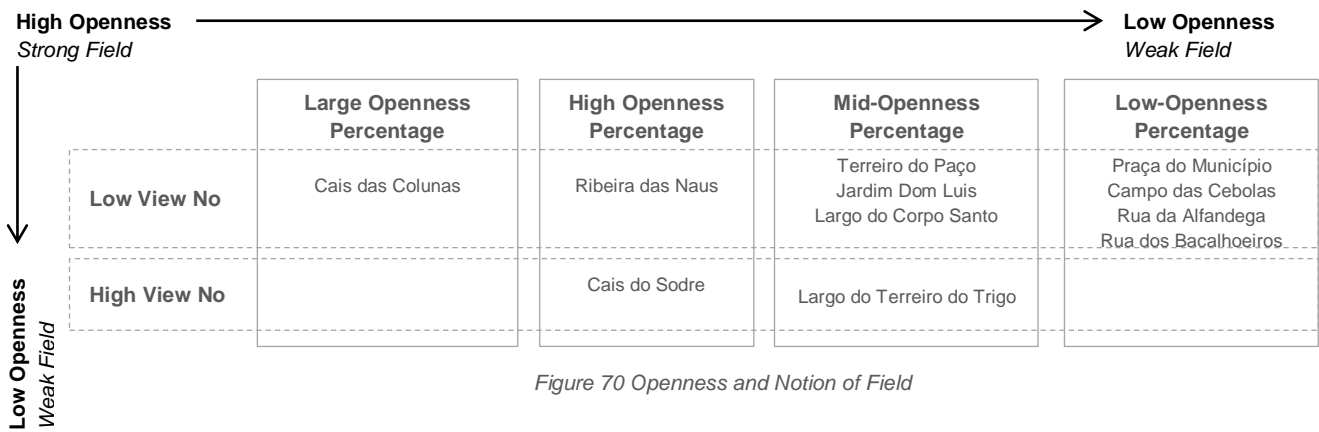 High Openness
Strong Field
Low Openness
Weak Field
Large Openness
Percentage
High Openness
Percentage
Mid-Openness
Percentage
Low-Openness
Percentage
Low View No
Cais das Colunas
Ribeira das Naus
Terreiro do Paço
Jardim Dom Luis
Largo do Corpo Santo
Praça do Município
Campo das Cebolas
Rua da Alfandega
Rua dos Bacalhoeiros
High View No
Cais do Sodre
Largo do Terreiro do Trigo
Low Openness
Weak Field
Figure 70 Openness and Notion of Field